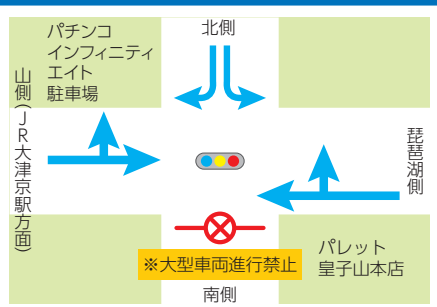 パチンコ
インフィニティ
エイト
駐車場
北側
山側(JR大津京駅方面)
琵琶湖側
※大型車両進行禁止
パレット
皇子山本店
南側